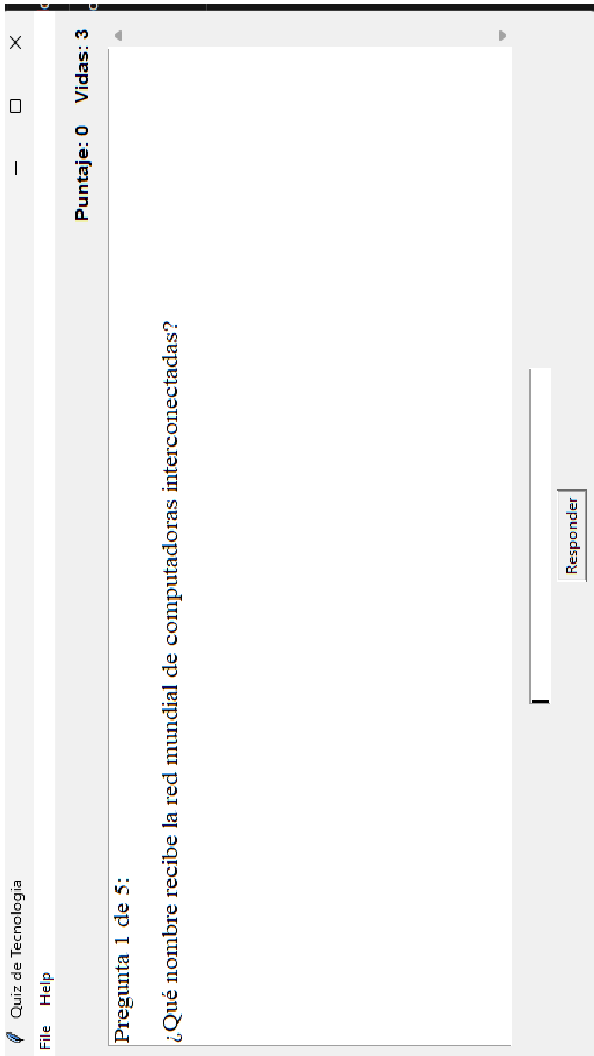 Quiz de Tecnologia
File Help
Puntaje: 0 Vidas: 3
Pregunta 1 de 5:
¿Qué nombre recibe la red mundial de computadoras interconectadas?
Responder